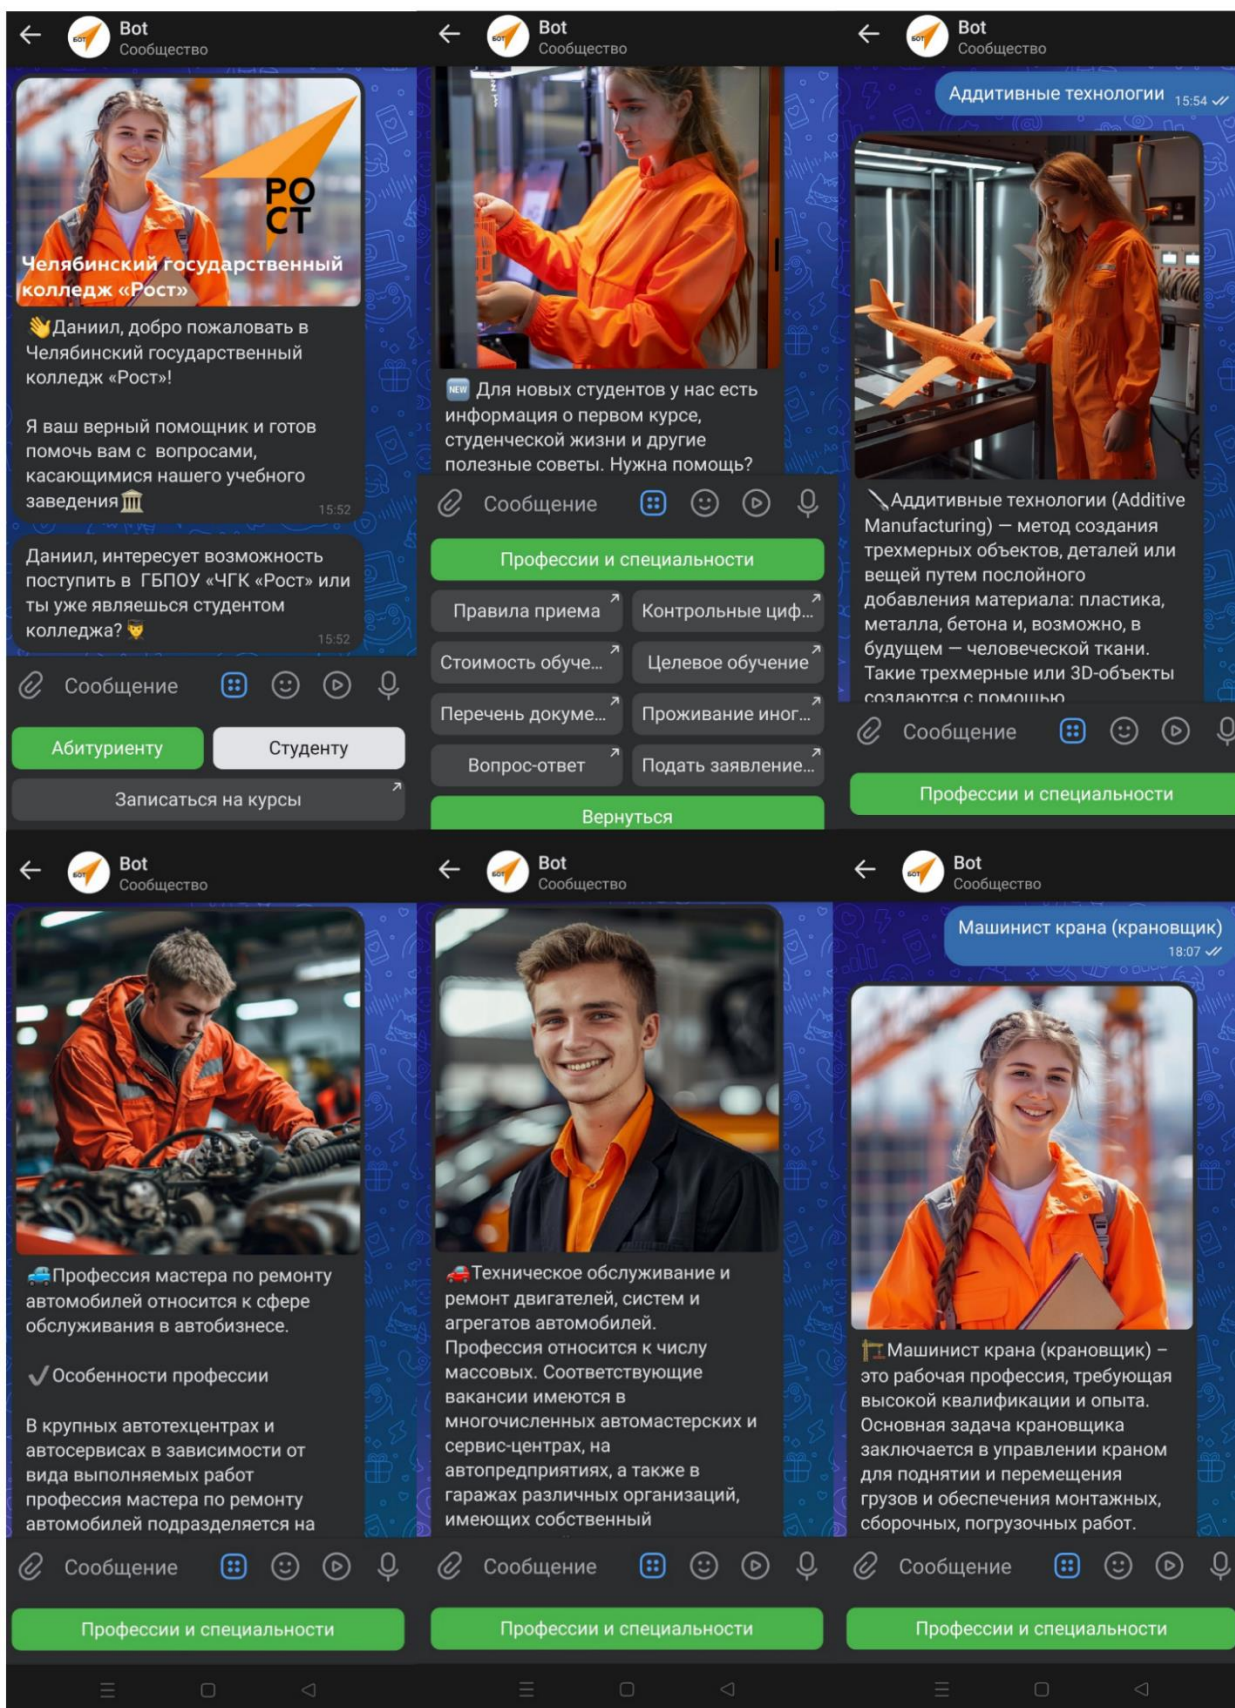 Bot
Сообщество
БОТ
РО
СТ
Челябинский государственный
колледж «Рост»
👋Даниил, добро пожаловать в
Челябинский государственный
колледж «Рост»!
Я ваш верный помощник и готов
помочь вам с вопросами,
касающимися нашего учебного
заведения🏛
15:52
Даниил, интересует возможность
поступить в ГБПОУ «ЧГК «Рост» или
ты уже являешься студентом
колледжа?👨‍🎓
15:52
Сообщение
Абитуриенту
Студенту
Записаться на курсы
Bot
Сообщество
БОТ
🆕 Для новых студентов у нас есть
информация о первом курсе,
студенческой жизни и другие
полезные советы. Нужна помощь?
Сообщение
Профессии и специальности
Правила приема
Контрольные циф...
Стоимость обуче...
Целевое обучение
Перечень докуме...
Проживание иног...
Вопрос-ответ
Подать заявление...
Вернуться
Bot
Сообщество
БОТ
Аддитивные технологии 15:54
Аддитивные технологии (Additive
Manufacturing) — метод создания
трехмерных объектов, деталей или
вещей путем послойного
добавления материала: пластика,
металла, бетона и, возможно, в
будущем — человеческой ткани.
Такие трехмерные или 3D-объекты
создаются с помощью
Сообщение
Профессии и специальности
Bot
Сообщество
БОТ
🚙Профессия мастера по ремонту
автомобилей относится к сфере
обслуживания в автобизнесе.
✔Особенности профессии
В крупных автотехцентрах и
автосервисах в зависимости от
вида выполняемых работ
профессия мастера по ремонту
автомобилей подразделяется на
Сообщение
Профессии и специальности
Bot
Сообщество
БОТ
🚗Техническое обслуживание и
ремонт двигателей, систем и
агрегатов автомобилей.
Профессия относится к числу
массовых. Соответствующие
вакансии имеются в
многочисленных автомастерских и
сервис-центрах, на
автопредприятиях, а также в
гаражах различных организаций,
имеющих собственный
Сообщение
Профессии и специальности
Bot
Сообщество
БОТ
Машинист крана (крановщик)
18:07
🏗Машинист крана (крановщик) –
это рабочая профессия, требующая
высокой квалификации и опыта.
Основная задача крановщика
заключается в управлении краном
для поднятии и перемещения
грузов и обеспечения монтажных,
сборочных, погрузочных работ.
Сообщение
Профессии и специальности